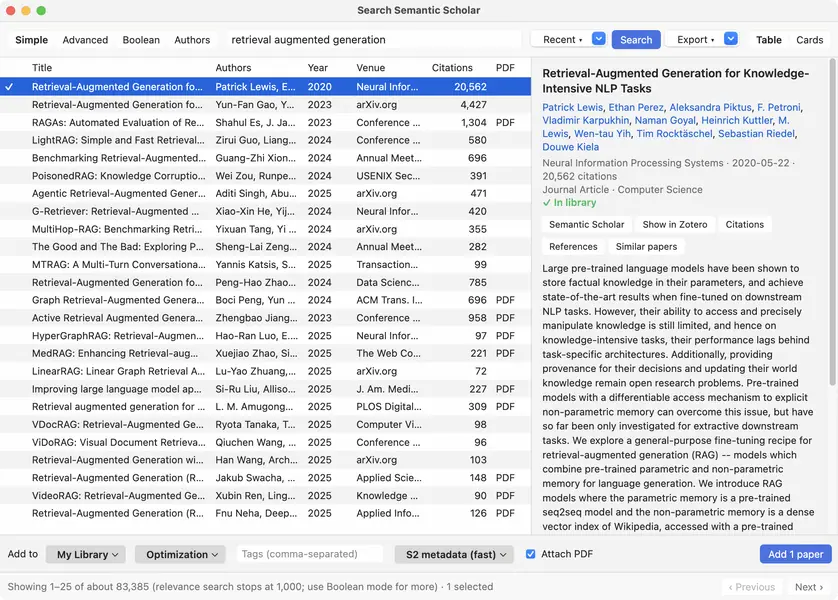 Search Semantic Scholar
Simple Advanced Boolean Authors retrieval augmented generation Recent Search Export Table Cards
Title Authors Year Venue Citations PDF
Retrieval-Augmented Generation fo... Patrick Lewis, E... 2020 Neural Infor... 20,562
Retrieval-Augmented Generation fo... Yun-Fan Gao, Y... 2023 arXiv.org 4,427
RAGAs: Automated Evaluation of Re... Shahul Es, J. Ja... 2023 Conference ... 1,304 PDF
LightRAG: Simple and Fast Retrieval... Zirui Guo, Liang... 2024 Conference ... 580
Benchmarking Retrieval-Augmented... Guang-Zhi Xion... 2024 Annual Meet... 696
PoisonedRAG: Knowledge Corruptio... Wei Zou, Runpe... 2024 USENIX Sec... 391
Agentic Retrieval-Augmented Gener... Aditi Singh, Abu... 2025 arXiv.org 471
G-Retriever: Retrieval-Augmented ... Xiao-Xin He, Yij... 2024 Neural Infor... 420
MultiHop-RAG: Benchmarking Retri... Yixuan Tang, Yi ... 2024 arXiv.org 355
The Good and The Bad: Exploring P... Sheng-Lai Zeng... 2024 Annual Meet... 282
MTRAG: A Multi-Turn Conversationa... Yannis Katsis, S... 2025 Transaction... 99
Retrieval-Augmented Generation fo... Peng-Hao Zhao... 2024 Data Scienc... 785
Graph Retrieval-Augmented Genera... Boci Peng, Yun ... 2024 ACM Trans. I... 696 PDF
Active Retrieval Augmented Genera... Zhengbao Jiang... 2023 Conference ... 958 PDF
HyperGraphRAG: Retrieval-Augmen... Hao-Ran Luo, E... 2025 Neural Infor... 97 PDF
MedRAG: Enhancing Retrieval-aug... Xuejiao Zhao, Si... 2025 The Web Co... 221 PDF
LinearRAG: Linear Graph Retrieval A... Lu-Yao Zhuang,... 2025 arXiv.org 72
Improving large language model ap... Si-Ru Liu, Alliso... 2025 J. Am. Medi... 227 PDF
Retrieval augmented generation for ... L. M. Amugong... 2025 PLOS Digital... 309 PDF
VDocRAG: Retrieval-Augmented Ge... Ryota Tanaka, T... 2025 Computer Vi... 98
ViDoRAG: Visual Document Retrieva... Qiuchen Wang, ... 2025 Conference ... 96
Retrieval-Augmented Generation wi... Han Wang, Arch... 2025 arXiv.org 103
Retrieval-Augmented Generation (R... Jakub Swacha, ... 2025 Applied Scie... 148 PDF
VideoRAG: Retrieval-Augmented Ge... Xubin Ren, Ling... 2025 Knowledge ... 90 PDF
Retrieval-Augmented Generation (R... Fnu Neha, Deep... 2025 Applied Info... 126 PDF
Retrieval-Augmented Generation for Knowledge-
Intensive NLP Tasks
Patrick Lewis, Ethan Perez, Aleksandra Piktus, F. Petroni,
Vladimir Karpukhin, Naman Goyal, Heinrich Kuttler, M.
Lewis, Wen-tau Yih, Tim Rocktäschel, Sebastian Riedel,
Douwe Kiela
Neural Information Processing Systems · 2020-05-22 ·
20,562 citations
Journal Article · Computer Science
✓ In library
Semantic Scholar Show in Zotero Citations
References Similar papers
Large pre-trained language models have been shown to
store factual knowledge in their parameters, and achieve
state-of-the-art results when fine-tuned on downstream
NLP tasks. However, their ability to access and precisely
manipulate knowledge is still limited, and hence on
knowledge-intensive tasks, their performance lags behind
task-specific architectures. Additionally, providing
provenance for their decisions and updating their world
knowledge remain open research problems. Pre-trained
models with a differentiable access mechanism to explicit
non-parametric memory can overcome this issue, but have
so far been only investigated for extractive downstream
tasks. We explore a general-purpose fine-tuning recipe for
retrieval-augmented generation (RAG) -- models which
combine pre-trained parametric and non-parametric
memory for language generation. We introduce RAG
models where the parametric memory is a pre-trained
seq2seq model and the non-parametric memory is a dense
vector index of Wikipedia, accessed with a pre-trained
Add to My Library Optimization Tags (comma-separated) S2 metadata (fast) Attach PDF Add 1 paper
Showing 1–25 of about 83,385 (relevance search stops at 1,000; use Boolean mode for more) · 1 selected ‹ Previous Next ›